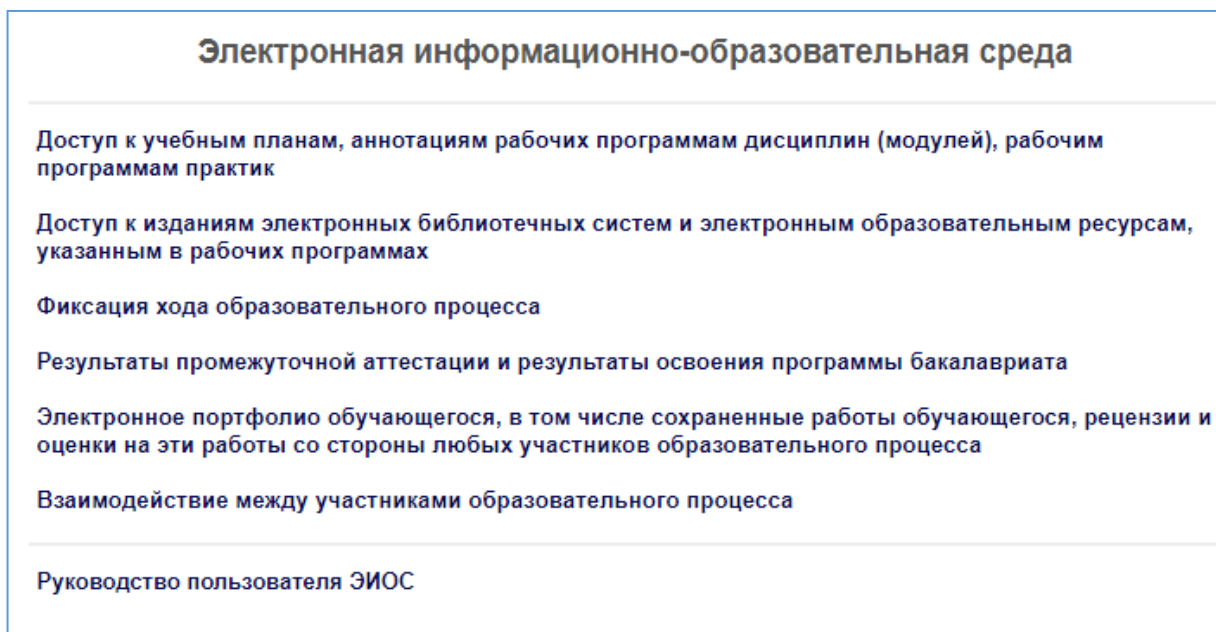 Электронная информационно-образовательная среда
Доступ к учебным планам, аннотациям рабочих программам дисциплин (модулей), рабочим
программам практик
Доступ к изданиям электронных библиотечных систем и электронным образовательным ресурсам,
указанным в рабочих программах
Фиксация хода образовательного процесса
Результаты промежуточной аттестации и результаты освоения программы бакалавриата
Электронное портфолио обучающегося, в том числе сохраненные работы обучающегося, рецензии и
оценки на эти работы со стороны любых участников образовательного процесса
Взаимодействие между участниками образовательного процесса
Руководство пользователя ЭИОС